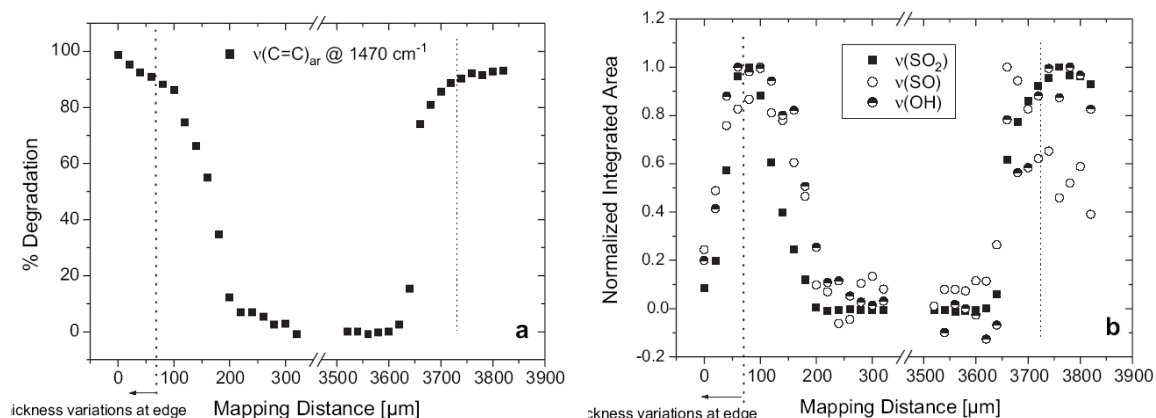 100
80
60
40
20
0
% Degradation
ν(C=C)ar @ 1470 cm⁻¹
a
0 100 200 300 3500 3600 3700 3800 3900
ickness variations at edge
Mapping Distance [µm]
1.2
1.0
0.8
0.6
0.4
0.2
0.0
-0.2
Normalized Integrated Area
ν(SO₂)
ν(SO)
ν(OH)
b
0 100 200 300 3500 3600 3700 3800 3900
ickness variations at edge
Mapping Distance [µm]